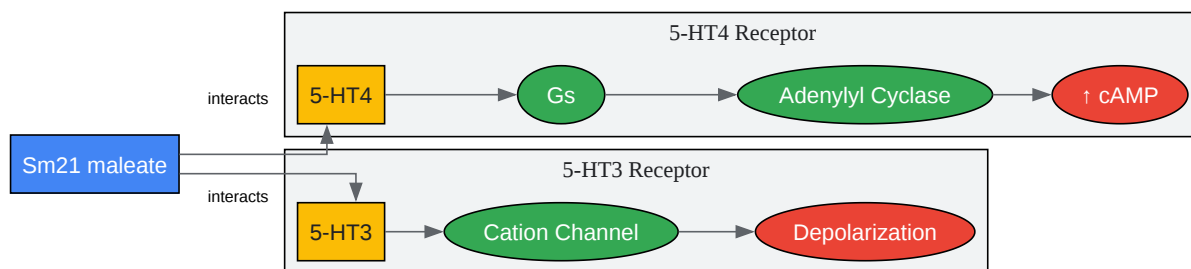 5-HT4 Receptor
5-HT4
Gs
Adenylyl Cyclase
↑ cAMP
interacts
Sm21 maleate
5-HT3 Receptor
interacts
5-HT3
Cation Channel
Depolarization